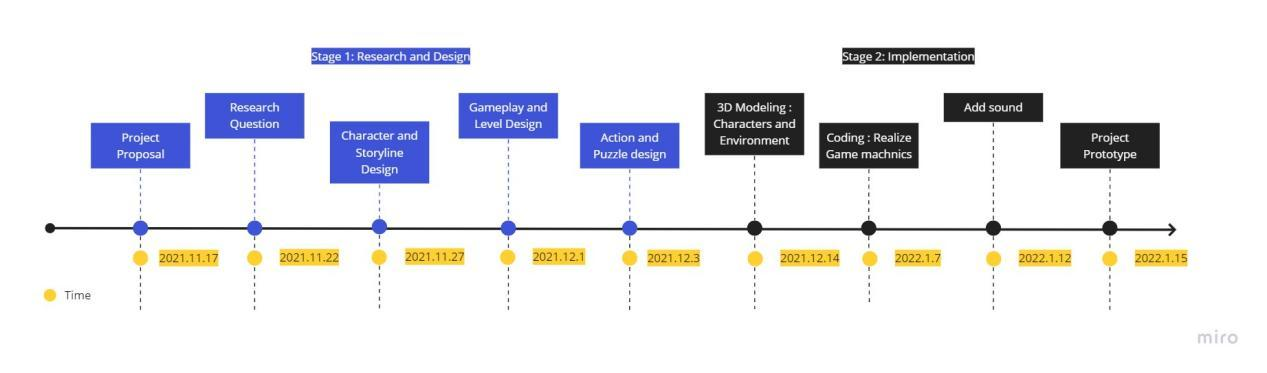 Stage 1: Research and Design
Stage 2: Implementation
Project
Proposal
Research
Question
Character and
Storyline
Design
Gameplay and
Level Design
Action and
Puzzle design
3D Modeling :
Characters and
Environment
Coding : Realize
Game machnics
Add sound
Project
Prototype
2021.11.17
2021.11.22
2021.11.27
2021.12.1
2021.12.3
2021.12.14
2022.1.7
2022.1.12
2022.1.15
Time
miro